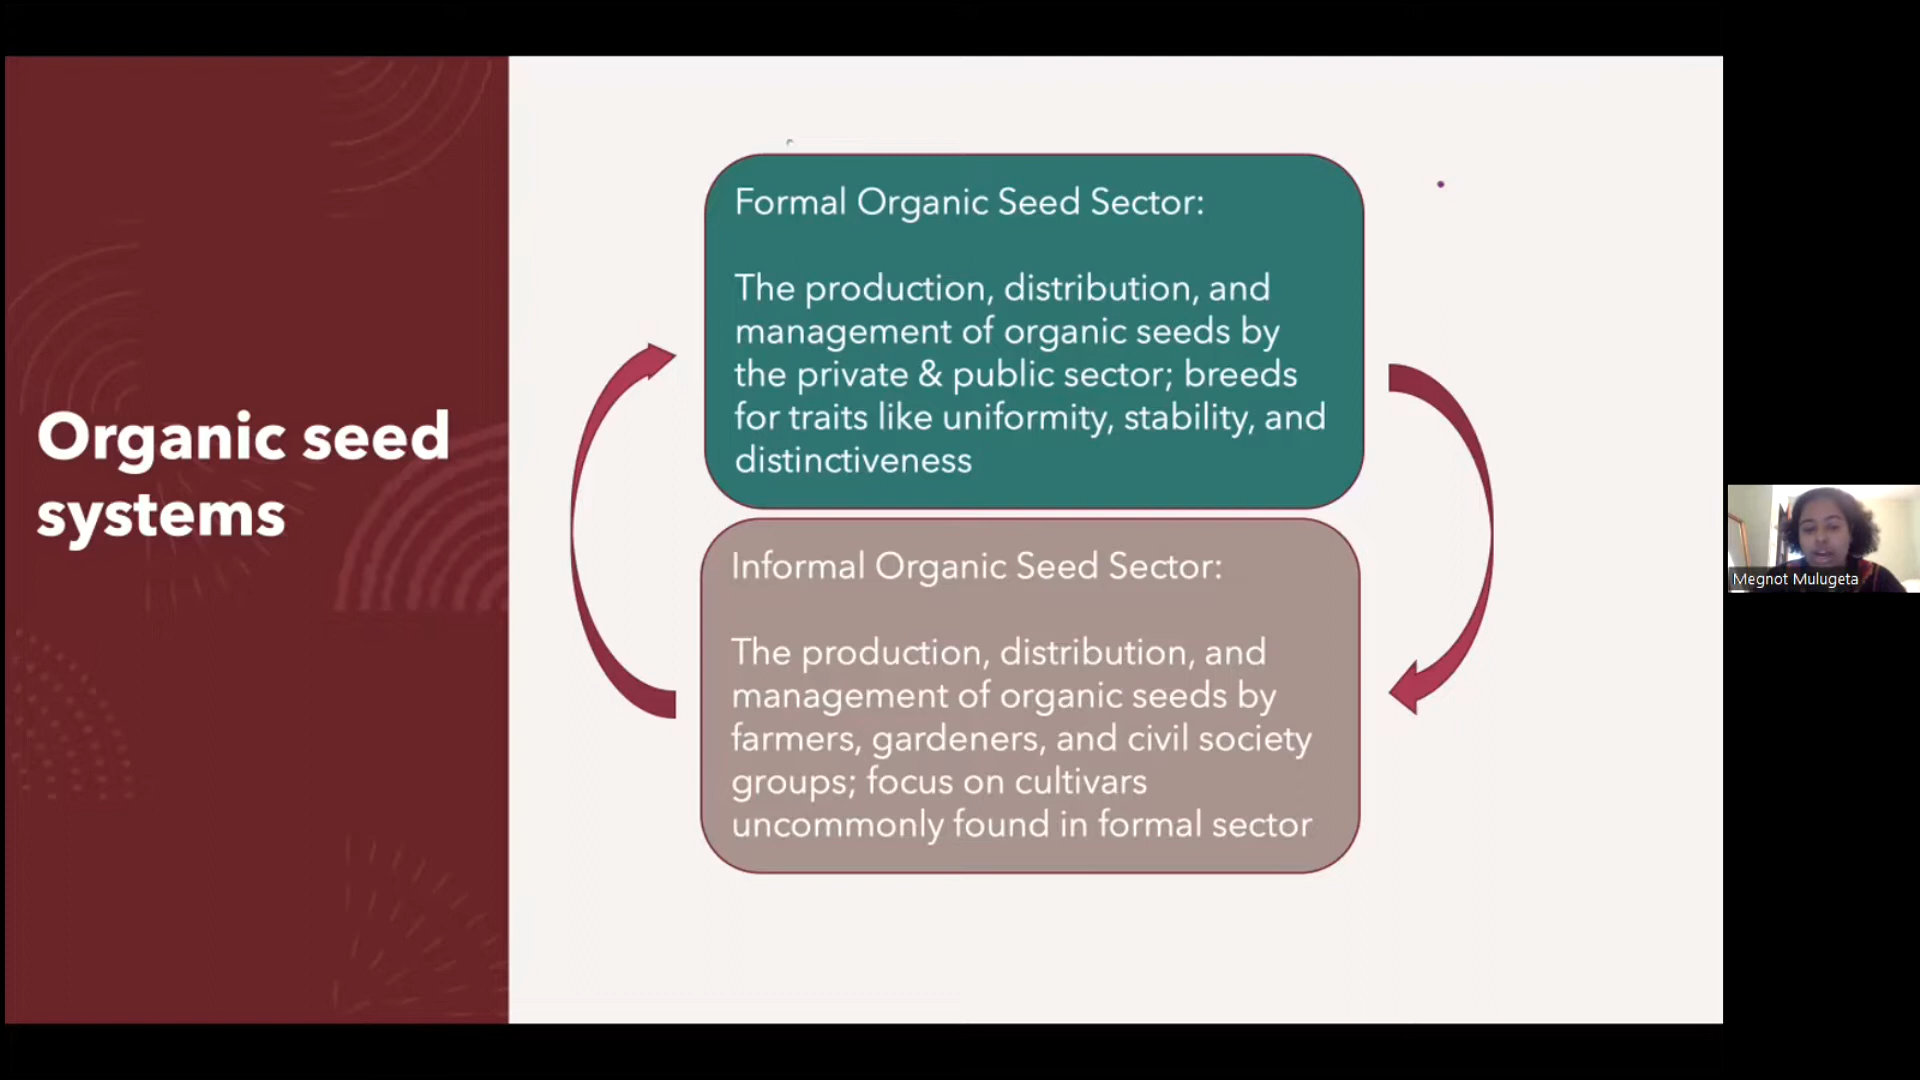 Organic seed
systems
Formal Organic Seed Sector:
The production, distribution, and
management of organic seeds by
the private & public sector; breeds
for traits like uniformity, stability, and
distinctiveness
Informal Organic Seed Sector:
The production, distribution, and
management of organic seeds by
farmers, gardeners, and civil society
groups; focus on cultivars
uncommonly found in formal sector
Megnot Mulugeta